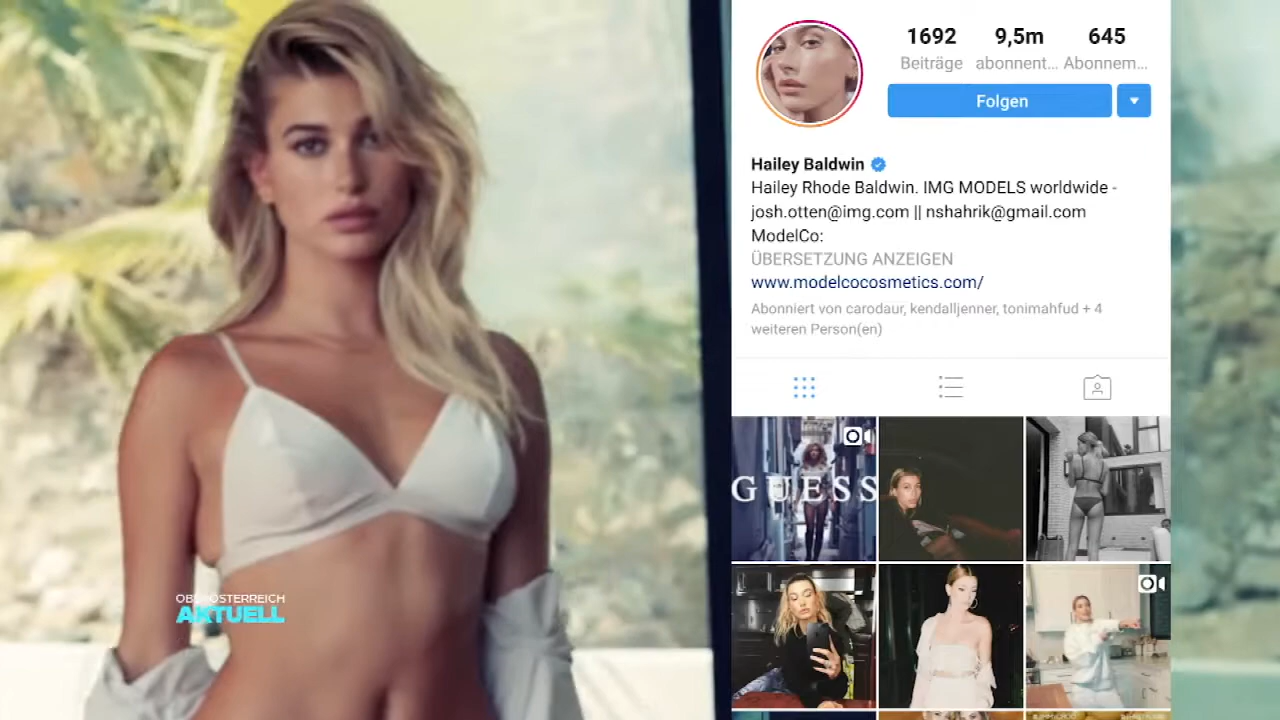 1692 9,5m 645
Beiträge abonnent... Abonnem...
Folgen
Hailey Baldwin
Hailey Rhode Baldwin. IMG MODELS worldwide -
josh.otten@img.com || nshahrik@gmail.com
ModelCo:
ÜBERSETZUNG ANZEIGEN
www.modelcocosmetics.com/
Abonniert von carodaur, kendalljenner, tonimahfud + 4
weiteren Person(en)
GUESS
OBERÖSTERREICH
AKTUELL